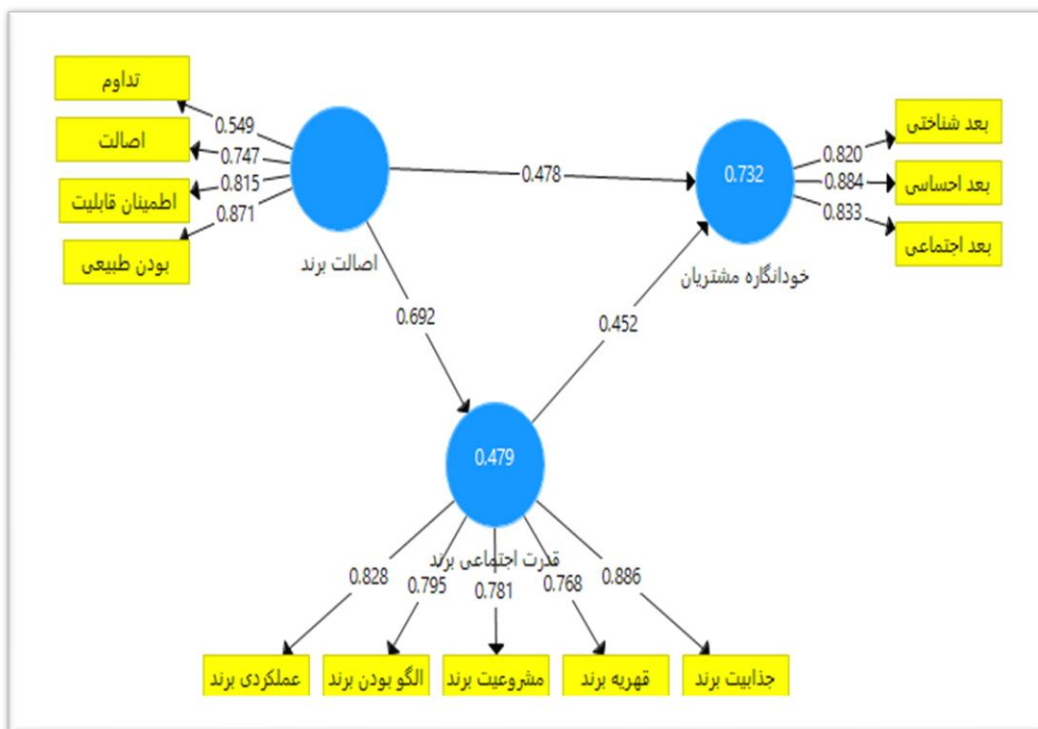 تداوم
اصالت
اطمینان قابلیت
بودن طبیعی
0.549
0.747
0.815
0.871
اصالت برند
0.478
0.732
خودانگاره مشتریان
0.820
0.884
0.833
بعد شناختی
بعد احساسی
بعد اجتماعی
0.692
0.452
0.479
قدرت اجتماعی برند
0.828
0.795
0.781
0.768
0.886
عملکردی برند
الگو بودن برند
مشروعیت برند
قهریه برند
جذابیت برند